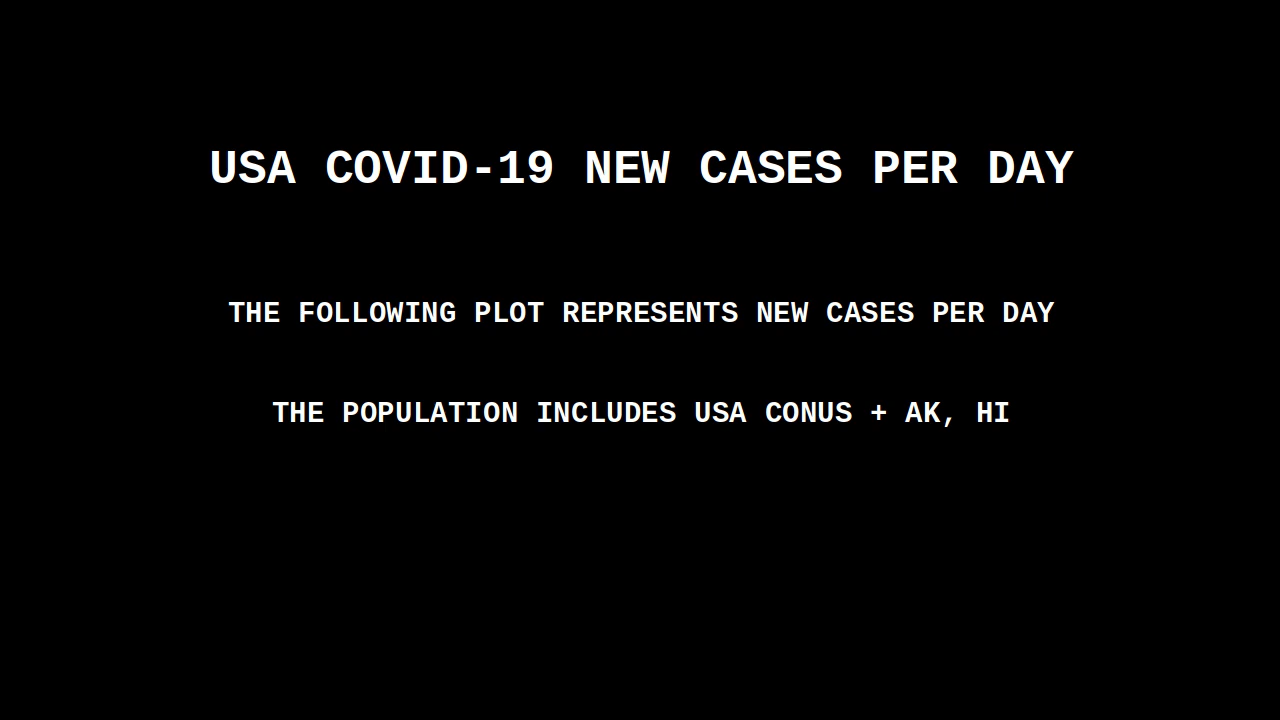 USA COVID-19 NEW CASES PER DAY
THE FOLLOWING PLOT REPRESENTS NEW CASES PER DAY
THE POPULATION INCLUDES USA CONUS + AK, HI